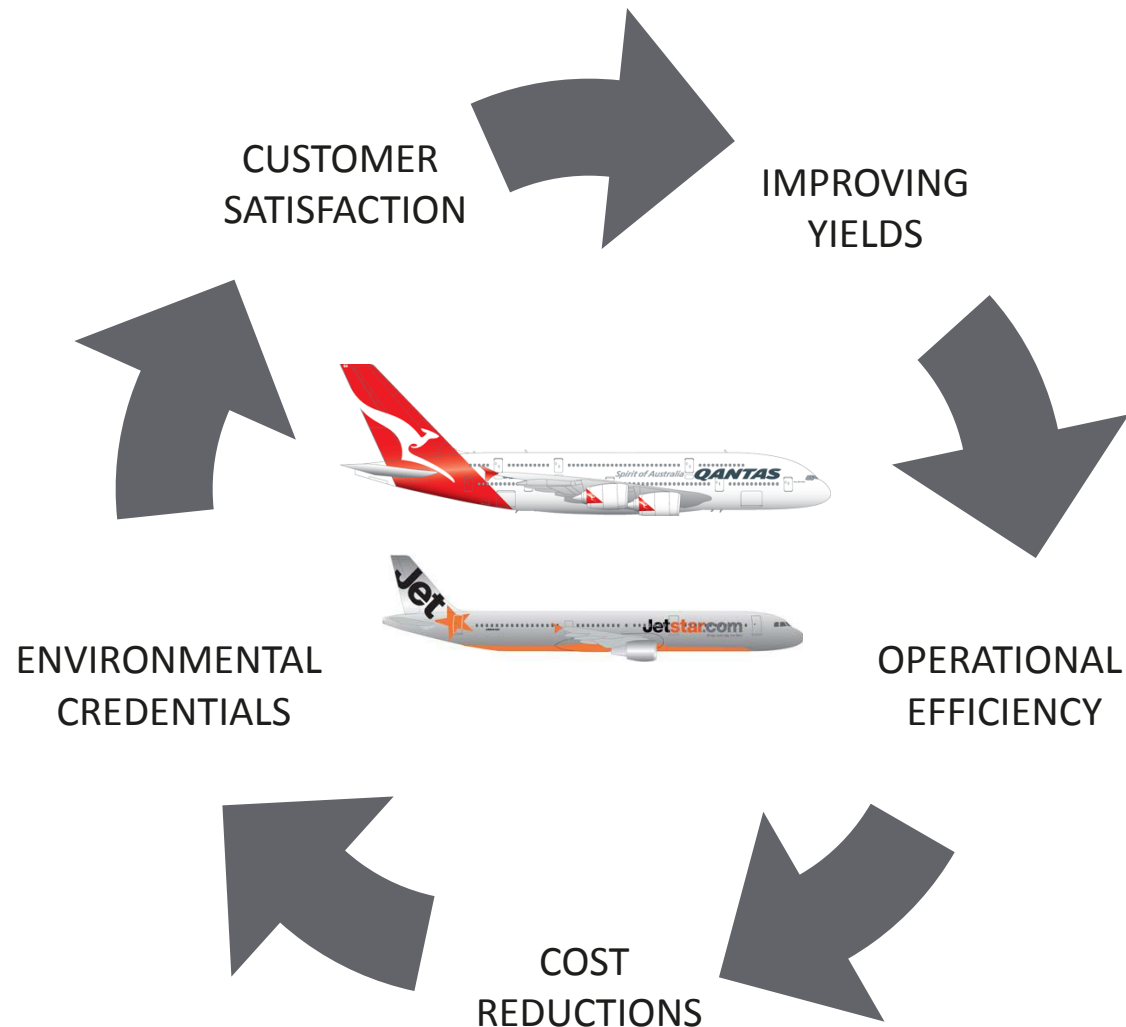 CUSTOMER
SATISFACTION
IMPROVING
YIELDS
Spirit of Australia QANTAS
Jet
Jetstar.com
ENVIRONMENTAL
CREDENTIALS
OPERATIONAL
EFFICIENCY
COST
REDUCTIONS